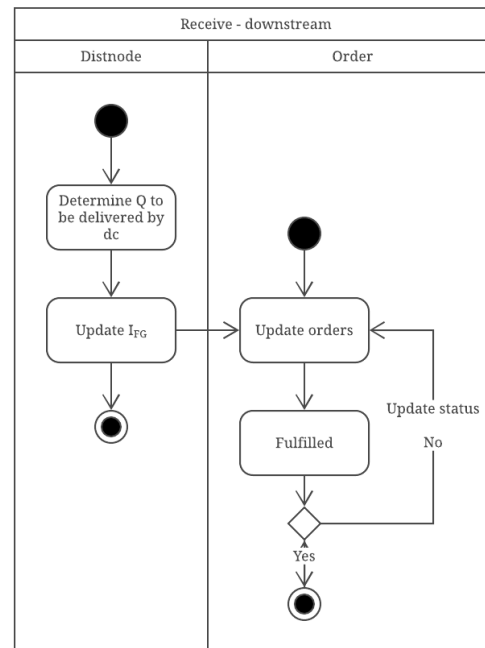 Receive - downstream
Distnode
Order
Determine Q to
be delivered by
dc
Update I_FG
Update orders
Update status
Fulfilled
No
Yes